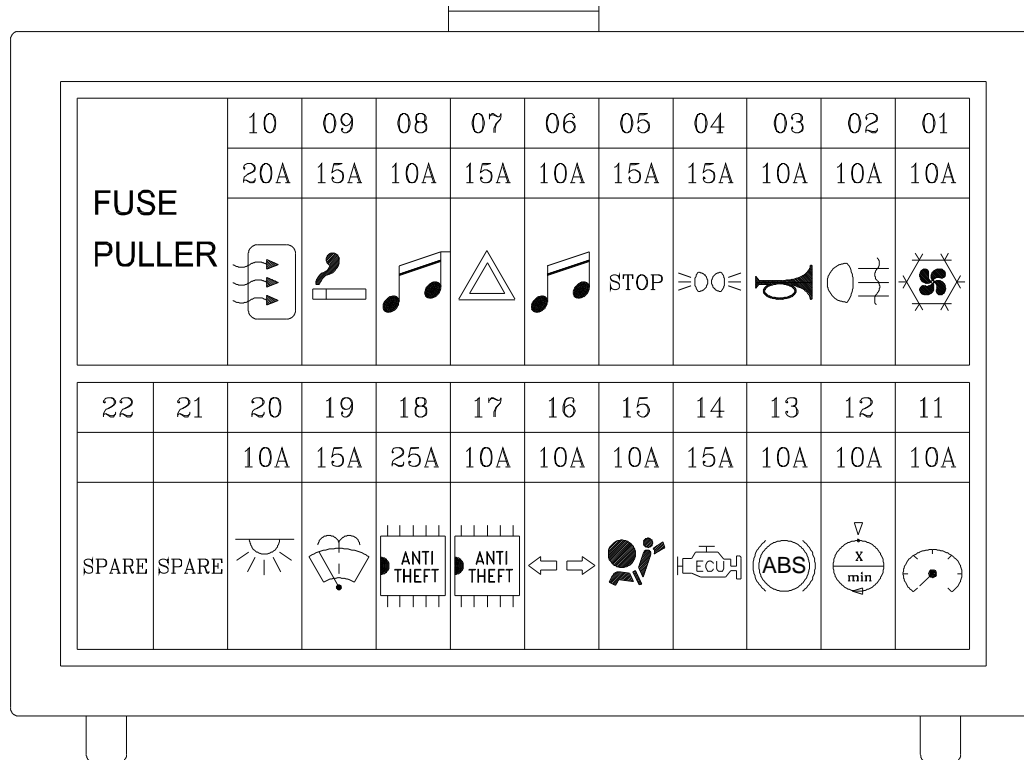 10 09 08 07 06 05 04 03 02 01
20A 15A 10A 15A 10A 15A 15A 10A 10A 10A
FUSE
PULLER
STOP
22 21 20 19 18 17 16 15 14 13 12 11
10A 15A 25A 10A 10A 10A 15A 10A 10A 10A
SPARE SPARE
ANTI
THEFT
ANTI
THEFT
ECU
ABS
x
min